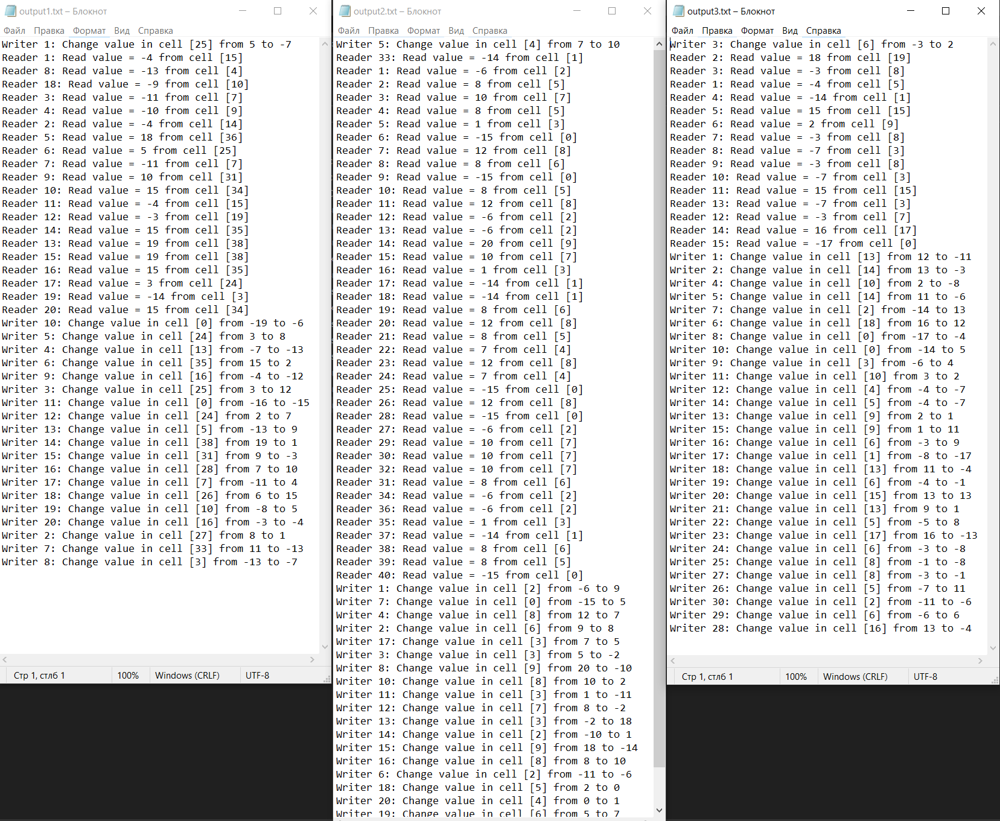 output1.txt – Блокнот
Файл Правка Формат Вид Справка
Writer 1: Change value in cell [25] from 5 to -7
Reader 1: Read value = -4 from cell [15]
Reader 8: Read value = -13 from cell [4]
Reader 18: Read value = -9 from cell [10]
Reader 3: Read value = -11 from cell [7]
Reader 4: Read value = -10 from cell [9]
Reader 2: Read value = -4 from cell [14]
Reader 5: Read value = 18 from cell [36]
Reader 6: Read value = 5 from cell [25]
Reader 7: Read value = -11 from cell [7]
Reader 9: Read value = 10 from cell [31]
Reader 10: Read value = 15 from cell [34]
Reader 11: Read value = -4 from cell [15]
Reader 12: Read value = -3 from cell [19]
Reader 14: Read value = 15 from cell [35]
Reader 13: Read value = 19 from cell [38]
Reader 15: Read value = 19 from cell [38]
Reader 16: Read value = 15 from cell [35]
Reader 17: Read value = 3 from cell [24]
Reader 19: Read value = -14 from cell [3]
Reader 20: Read value = 15 from cell [34]
Writer 10: Change value in cell [0] from -19 to -6
Writer 5: Change value in cell [24] from 3 to 8
Writer 4: Change value in cell [13] from -7 to -13
Writer 6: Change value in cell [35] from 15 to 2
Writer 9: Change value in cell [16] from -4 to -12
Writer 3: Change value in cell [25] from 3 to 12
Writer 11: Change value in cell [0] from -16 to -15
Writer 12: Change value in cell [24] from 2 to 7
Writer 13: Change value in cell [5] from -13 to 9
Writer 14: Change value in cell [38] from 19 to 1
Writer 15: Change value in cell [31] from 9 to -3
Writer 16: Change value in cell [28] from 7 to 10
Writer 17: Change value in cell [7] from -11 to 4
Writer 18: Change value in cell [26] from 6 to 15
Writer 19: Change value in cell [10] from -8 to 5
Writer 20: Change value in cell [16] from -3 to -4
Writer 2: Change value in cell [27] from 8 to 1
Writer 7: Change value in cell [33] from 11 to -13
Writer 8: Change value in cell [3] from -13 to -7
Стр 1, стлб 1 100% Windows (CRLF) UTF-8
output2.txt – Блокнот
Файл Правка Формат Вид Справка
Writer 5: Change value in cell [4] from 7 to 10
Reader 33: Read value = -14 from cell [1]
Reader 1: Read value = -6 from cell [2]
Reader 2: Read value = 8 from cell [5]
Reader 3: Read value = 10 from cell [7]
Reader 4: Read value = 8 from cell [5]
Reader 5: Read value = 1 from cell [3]
Reader 6: Read value = -15 from cell [0]
Reader 7: Read value = 12 from cell [8]
Reader 8: Read value = 8 from cell [6]
Reader 9: Read value = -15 from cell [0]
Reader 10: Read value = 8 from cell [5]
Reader 11: Read value = 12 from cell [8]
Reader 12: Read value = -6 from cell [2]
Reader 13: Read value = -6 from cell [2]
Reader 14: Read value = 20 from cell [9]
Reader 15: Read value = 10 from cell [7]
Reader 16: Read value = 1 from cell [3]
Reader 17: Read value = -14 from cell [1]
Reader 18: Read value = -14 from cell [1]
Reader 19: Read value = 8 from cell [6]
Reader 20: Read value = 12 from cell [8]
Reader 21: Read value = 8 from cell [5]
Reader 22: Read value = 7 from cell [4]
Reader 23: Read value = 12 from cell [8]
Reader 24: Read value = 7 from cell [4]
Reader 25: Read value = -15 from cell [0]
Reader 26: Read value = 12 from cell [8]
Reader 28: Read value = -15 from cell [0]
Reader 27: Read value = -6 from cell [2]
Reader 29: Read value = 10 from cell [7]
Reader 30: Read value = 10 from cell [7]
Reader 32: Read value = 10 from cell [7]
Reader 31: Read value = 8 from cell [6]
Reader 34: Read value = -6 from cell [2]
Reader 36: Read value = -6 from cell [2]
Reader 35: Read value = 1 from cell [3]
Reader 37: Read value = -14 from cell [1]
Reader 38: Read value = 8 from cell [6]
Reader 39: Read value = 8 from cell [5]
Reader 40: Read value = -15 from cell [0]
Writer 1: Change value in cell [2] from -6 to 9
Writer 7: Change value in cell [0] from -15 to 5
Writer 4: Change value in cell [8] from 12 to 7
Writer 2: Change value in cell [6] from 9 to 8
Writer 17: Change value in cell [3] from 7 to 5
Writer 3: Change value in cell [3] from 5 to -2
Writer 8: Change value in cell [9] from 20 to -10
Writer 10: Change value in cell [8] from 10 to 2
Writer 11: Change value in cell [3] from 1 to -11
Writer 12: Change value in cell [7] from 8 to -2
Writer 13: Change value in cell [3] from -2 to 18
Writer 14: Change value in cell [2] from -10 to 1
Writer 15: Change value in cell [9] from 18 to -14
Writer 16: Change value in cell [8] from 8 to 10
Writer 6: Change value in cell [2] from -11 to -6
Writer 18: Change value in cell [5] from 2 to 0
Writer 20: Change value in cell [4] from 0 to 1
Writer 19: Change value in cell [6] from 5 to 7
output3.txt – Блокнот
Файл Правка Формат Вид Справка
Writer 3: Change value in cell [6] from -3 to 2
Reader 2: Read value = 18 from cell [19]
Reader 3: Read value = -3 from cell [8]
Reader 1: Read value = -4 from cell [5]
Reader 4: Read value = -14 from cell [1]
Reader 5: Read value = 15 from cell [15]
Reader 6: Read value = 2 from cell [9]
Reader 7: Read value = -3 from cell [8]
Reader 8: Read value = -7 from cell [3]
Reader 9: Read value = -3 from cell [8]
Reader 10: Read value = -7 from cell [3]
Reader 11: Read value = 15 from cell [15]
Reader 13: Read value = -7 from cell [3]
Reader 12: Read value = -3 from cell [7]
Reader 14: Read value = 16 from cell [17]
Reader 15: Read value = -17 from cell [0]
Writer 1: Change value in cell [13] from 12 to -11
Writer 2: Change value in cell [14] from 13 to -3
Writer 4: Change value in cell [10] from 2 to -8
Writer 5: Change value in cell [14] from 11 to -6
Writer 7: Change value in cell [2] from -14 to 13
Writer 6: Change value in cell [18] from 16 to 12
Writer 8: Change value in cell [0] from -17 to -4
Writer 10: Change value in cell [0] from -14 to 5
Writer 9: Change value in cell [3] from -6 to 4
Writer 11: Change value in cell [10] from 3 to 2
Writer 12: Change value in cell [4] from -4 to -7
Writer 14: Change value in cell [5] from -4 to -7
Writer 13: Change value in cell [9] from 2 to 1
Writer 15: Change value in cell [9] from 1 to 11
Writer 16: Change value in cell [6] from -3 to 9
Writer 17: Change value in cell [1] from -8 to -17
Writer 18: Change value in cell [13] from 11 to -4
Writer 19: Change value in cell [6] from -4 to -1
Writer 20: Change value in cell [15] from 13 to 13
Writer 21: Change value in cell [13] from 9 to 1
Writer 22: Change value in cell [5] from -5 to 8
Writer 23: Change value in cell [17] from 16 to -13
Writer 24: Change value in cell [6] from -3 to -8
Writer 25: Change value in cell [8] from -1 to -8
Writer 27: Change value in cell [8] from -3 to -1
Writer 26: Change value in cell [5] from -7 to 11
Writer 30: Change value in cell [2] from -11 to -6
Writer 29: Change value in cell [6] from -6 to 6
Writer 28: Change value in cell [16] from 13 to -4
Стр 1, стлб 1 100% Windows (CRLF) UTF-8